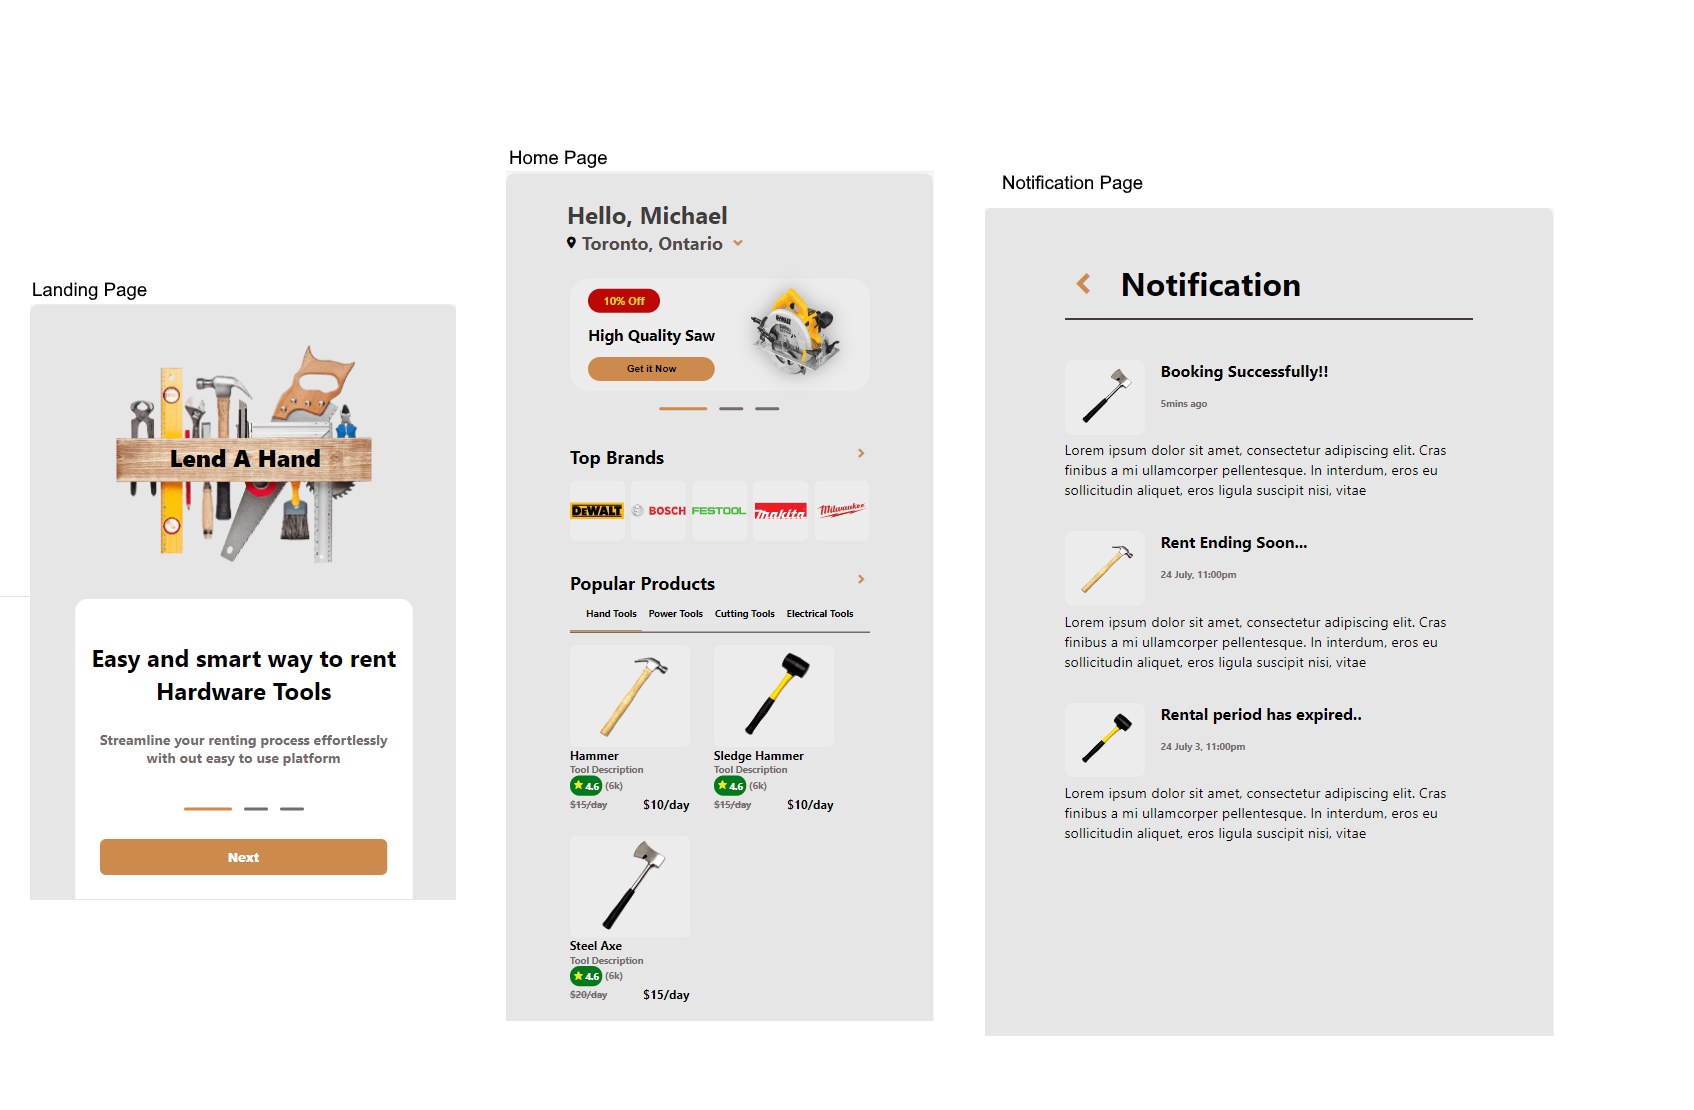 Landing Page
Lend A Hand
Easy and smart way to rent
Hardware Tools
Streamline your renting process effortlessly
with out easy to use platform
Next
Home Page
Hello, Michael
Toronto, Ontario
10% Off
High Quality Saw
Get it Now
DEWALT
Top Brands
DEWALT
BOSCH
FESTOOL
makita
Milwaukee
Popular Products
Hand Tools Power Tools Cutting Tools Electrical Tools
Hammer
Tool Description
4.6 (6k)
$15/day $10/day
Sledge Hammer
Tool Description
4.6 (6k)
$15/day $10/day
Steel Axe
Tool Description
4.6 (6k)
$20/day $15/day
Notification Page
Notification
Booking Successfully!!
5mins ago
Lorem ipsum dolor sit amet, consectetur adipiscing elit. Cras
finibus a mi ullamcorper pellentesque. In interdum, eros eu
sollicitudin aliquet, eros ligula suscipit nisi, vitae
Rent Ending Soon...
24 July, 11:00pm
Lorem ipsum dolor sit amet, consectetur adipiscing elit. Cras
finibus a mi ullamcorper pellentesque. In interdum, eros eu
sollicitudin aliquet, eros ligula suscipit nisi, vitae
Rental period has expired..
24 July 3, 11:00pm
Lorem ipsum dolor sit amet, consectetur adipiscing elit. Cras
finibus a mi ullamcorper pellentesque. In interdum, eros eu
sollicitudin aliquet, eros ligula suscipit nisi, vitae